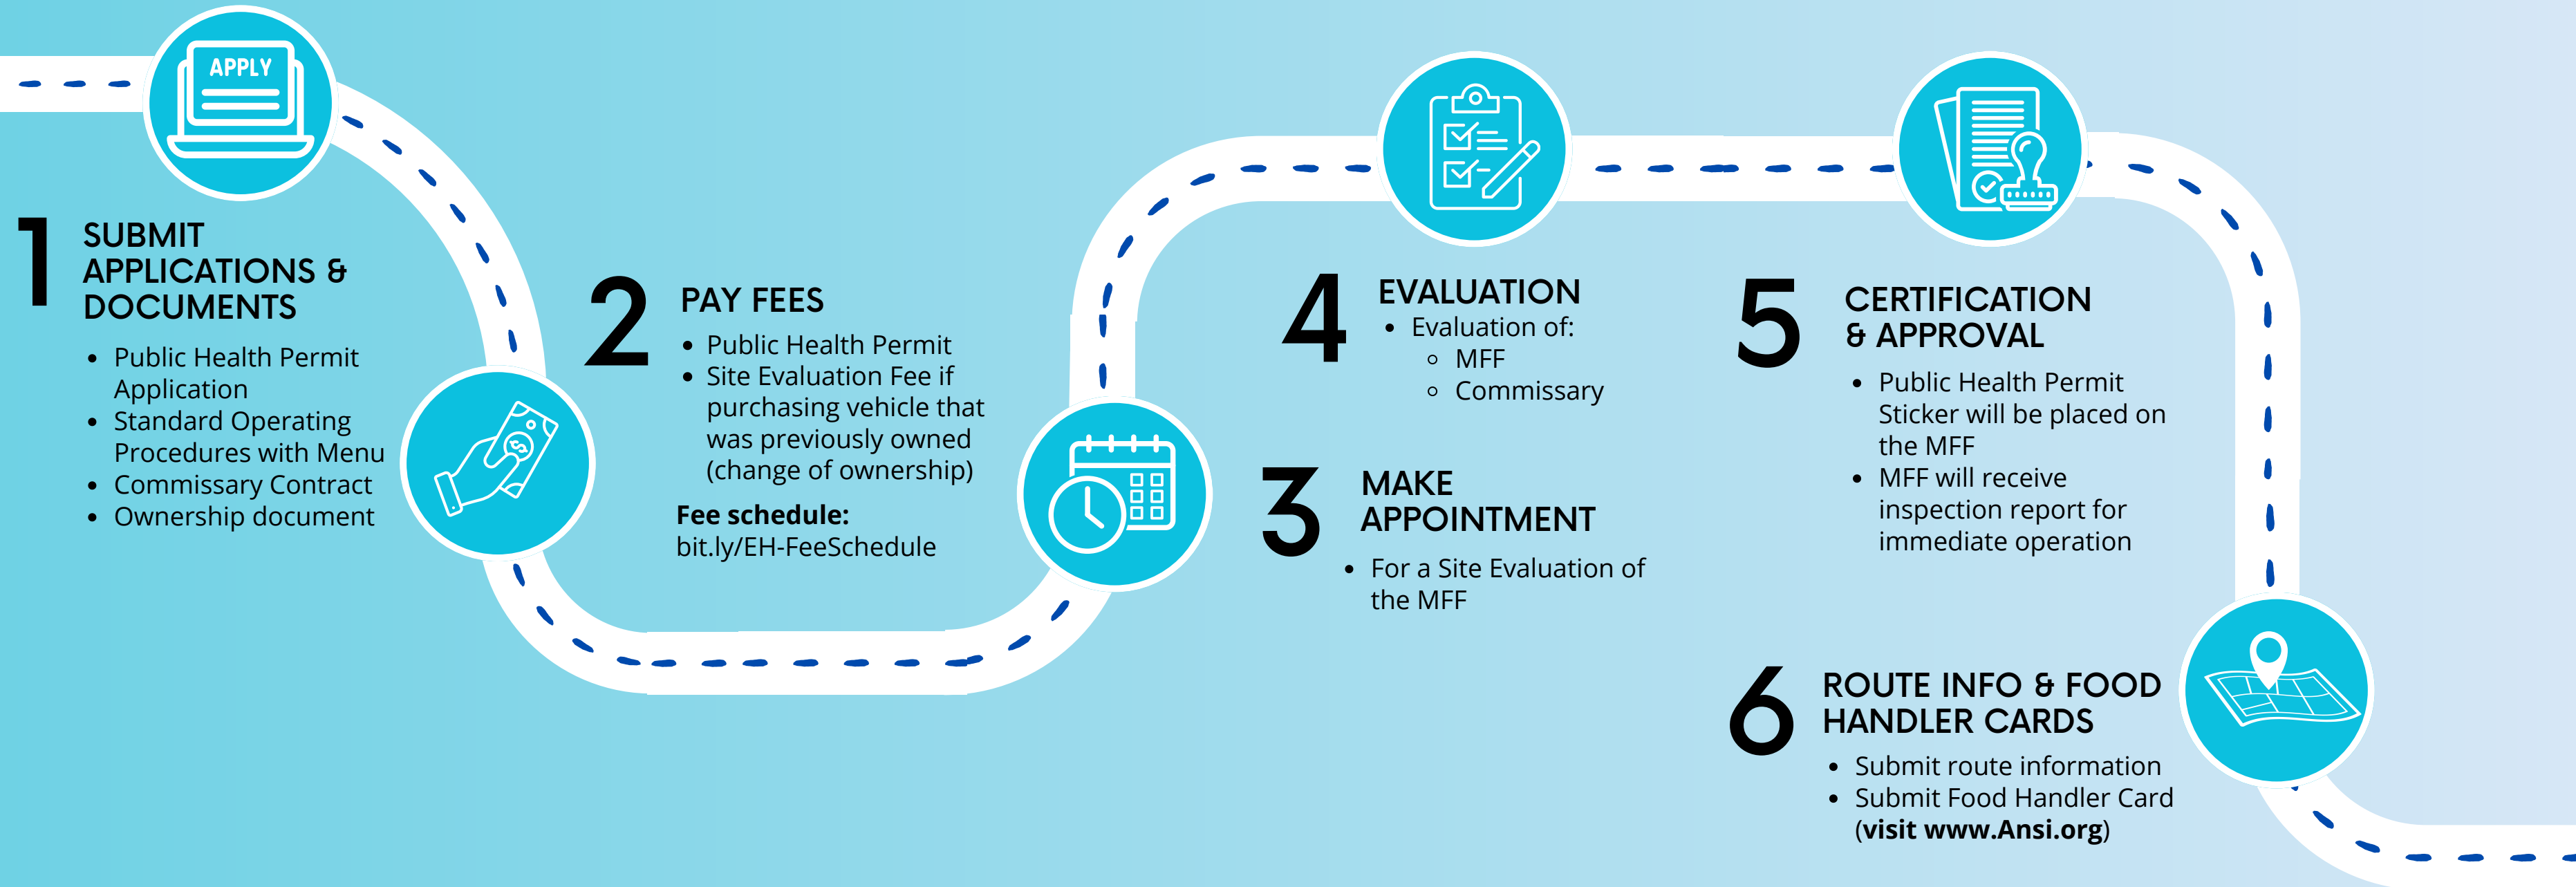 APPLY
1
SUBMIT
APPLICATIONS &
DOCUMENTS
• Public Health Permit
Application
• Standard Operating
Procedures with Menu
• Commissary Contract
• Ownership document
2
PAY FEES
• Public Health Permit
• Site Evaluation Fee if
purchasing vehicle that
was previously owned
(change of ownership)
Fee schedule:
bit.ly/EH-FeeSchedule
3
MAKE
APPOINTMENT
• For a Site Evaluation of
the MFF
4
EVALUATION
• Evaluation of:
◦ MFF
◦ Commissary
5
CERTIFICATION
& APPROVAL
• Public Health Permit
Sticker will be placed on
the MFF
• MFF will receive
inspection report for
immediate operation
6
ROUTE INFO & FOOD
HANDLER CARDS
• Submit route information
• Submit Food Handler Card
(visit www.Ansi.org)